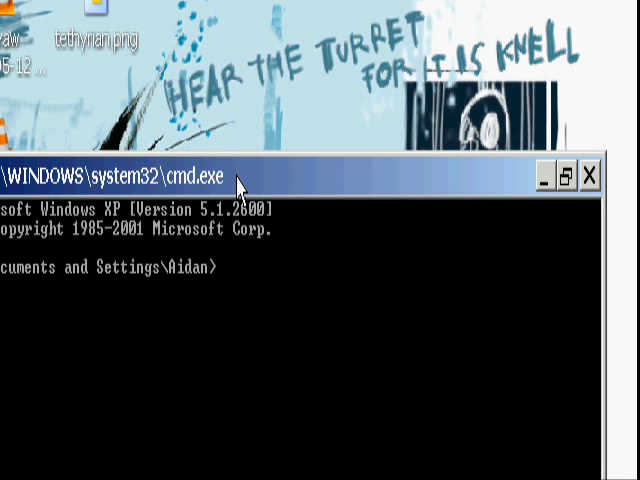 tethyrian.png
HEAR THE TURRET
FOR IT IS KNELL
\WINDOWS\system32\cmd.exe
soft Windows XP [Version 5.1.2600]
opyright 1985-2001 Microsoft Corp.
cuments and Settings\Aidan>